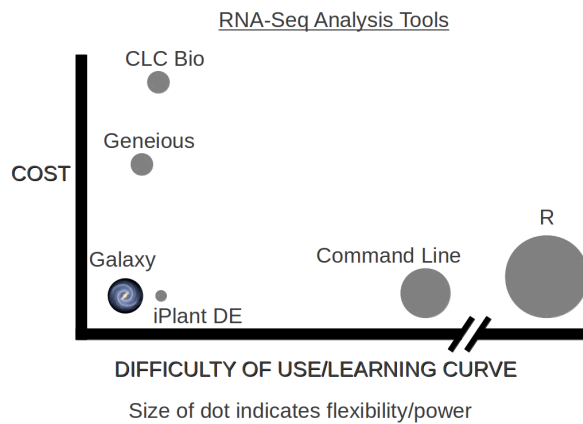 RNA-Seq Analysis Tools
CLC Bio
Geneious
COST
R
Command Line
Galaxy
iPlant DE
DIFFICULTY OF USE/LEARNING CURVE
Size of dot indicates flexibility/power